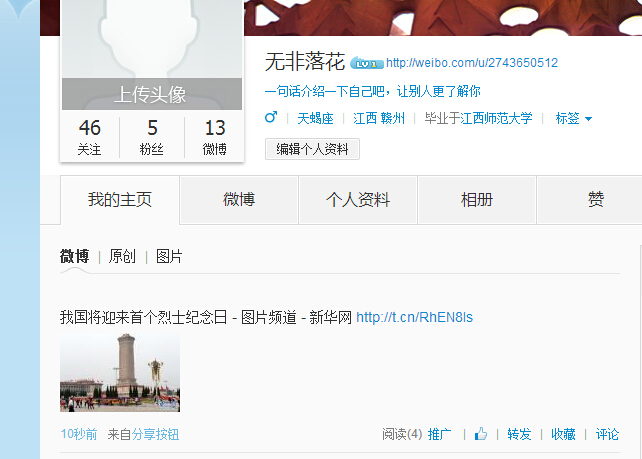 上传头像
46 5 13
关注 粉丝 微博
无非落花 LV 1 http://weibo.com/u/2743650512
一句话介绍一下自己吧，让别人更了解你
天蝎座 | 江西 赣州 | 毕业于江西师范大学 | 标签
编辑个人资料
我的主页 微博 个人资料 相册 赞
微博 | 原创 | 图片
我国将迎来首个烈士纪念日 - 图片频道 - 新华网 http://t.cn/RhEN8ls
10秒前 来自分享按钮 阅读(4) 推广 | 转发 | 收藏 | 评论